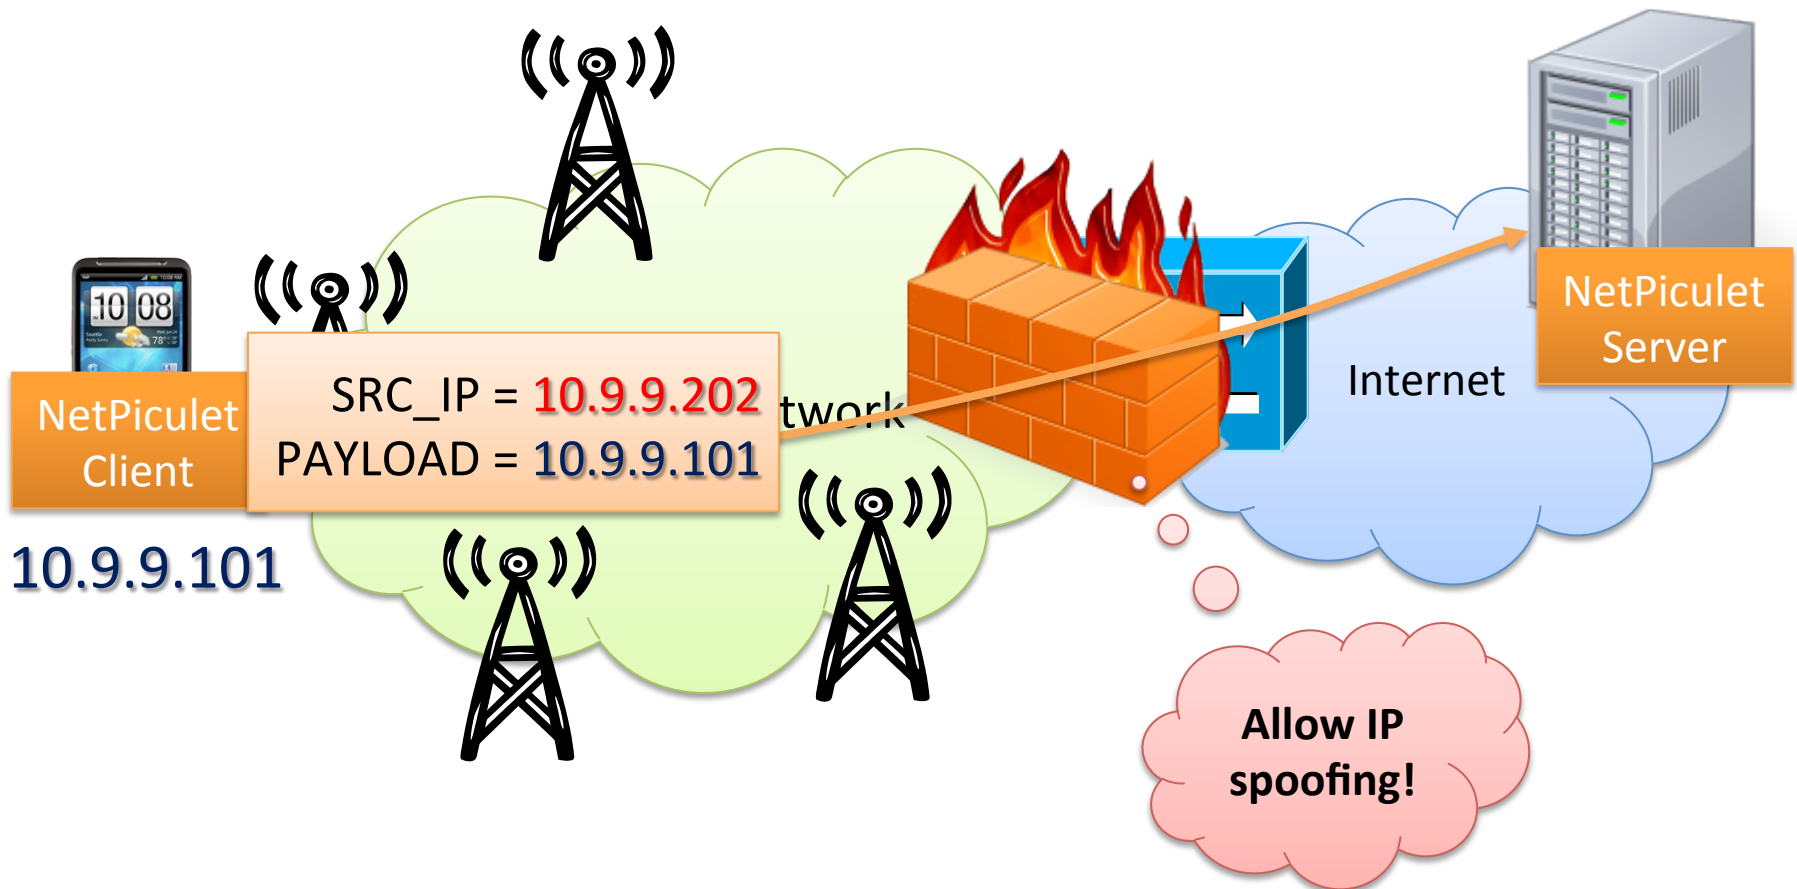 10 08
NetPiculet
Client
10.9.9.101
SRC_IP = 10.9.9.202
PAYLOAD = 10.9.9.101
twork
Internet
NetPiculet
Server
Allow IP
spoofing!